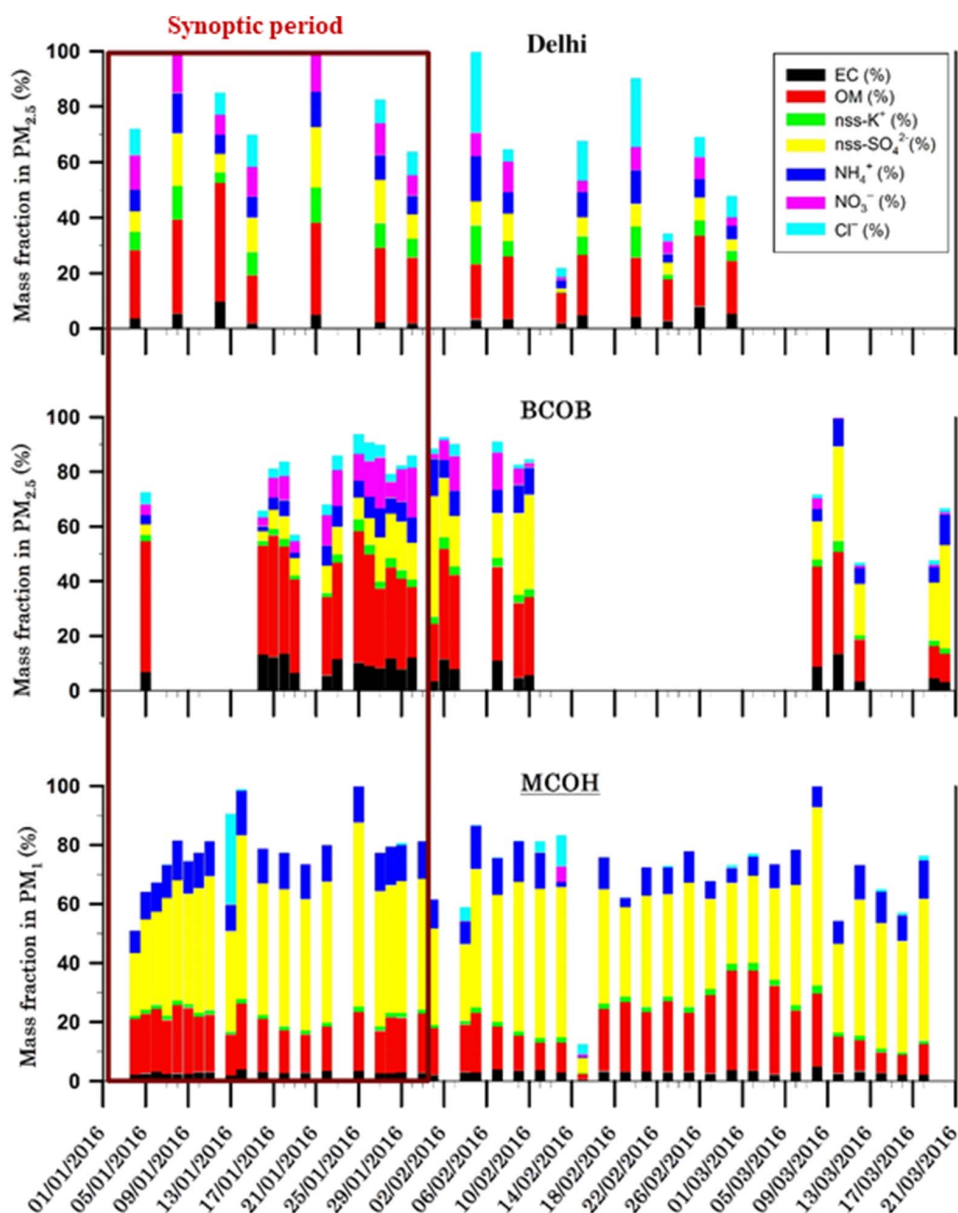 Synoptic period
Delhi
EC (%)
OM (%)
nss-K⁺ (%)
nss-SO₄²⁻(%)
NH₄⁺ (%)
NO₃⁻ (%)
Cl⁻ (%)
Mass fraction in PM₂.₅ (%)
100
80
60
40
20
0
BCOB
Mass fraction in PM₂.₅ (%)
100
80
60
40
20
0
MCOH
Mass fraction in PM₁ (%)
100
80
60
40
20
0
01/01/2016
05/01/2016
09/01/2016
13/01/2016
17/01/2016
21/01/2016
25/01/2016
29/01/2016
02/02/2016
06/02/2016
10/02/2016
14/02/2016
18/02/2016
22/02/2016
26/02/2016
01/03/2016
05/03/2016
09/03/2016
13/03/2016
17/03/2016
21/03/2016